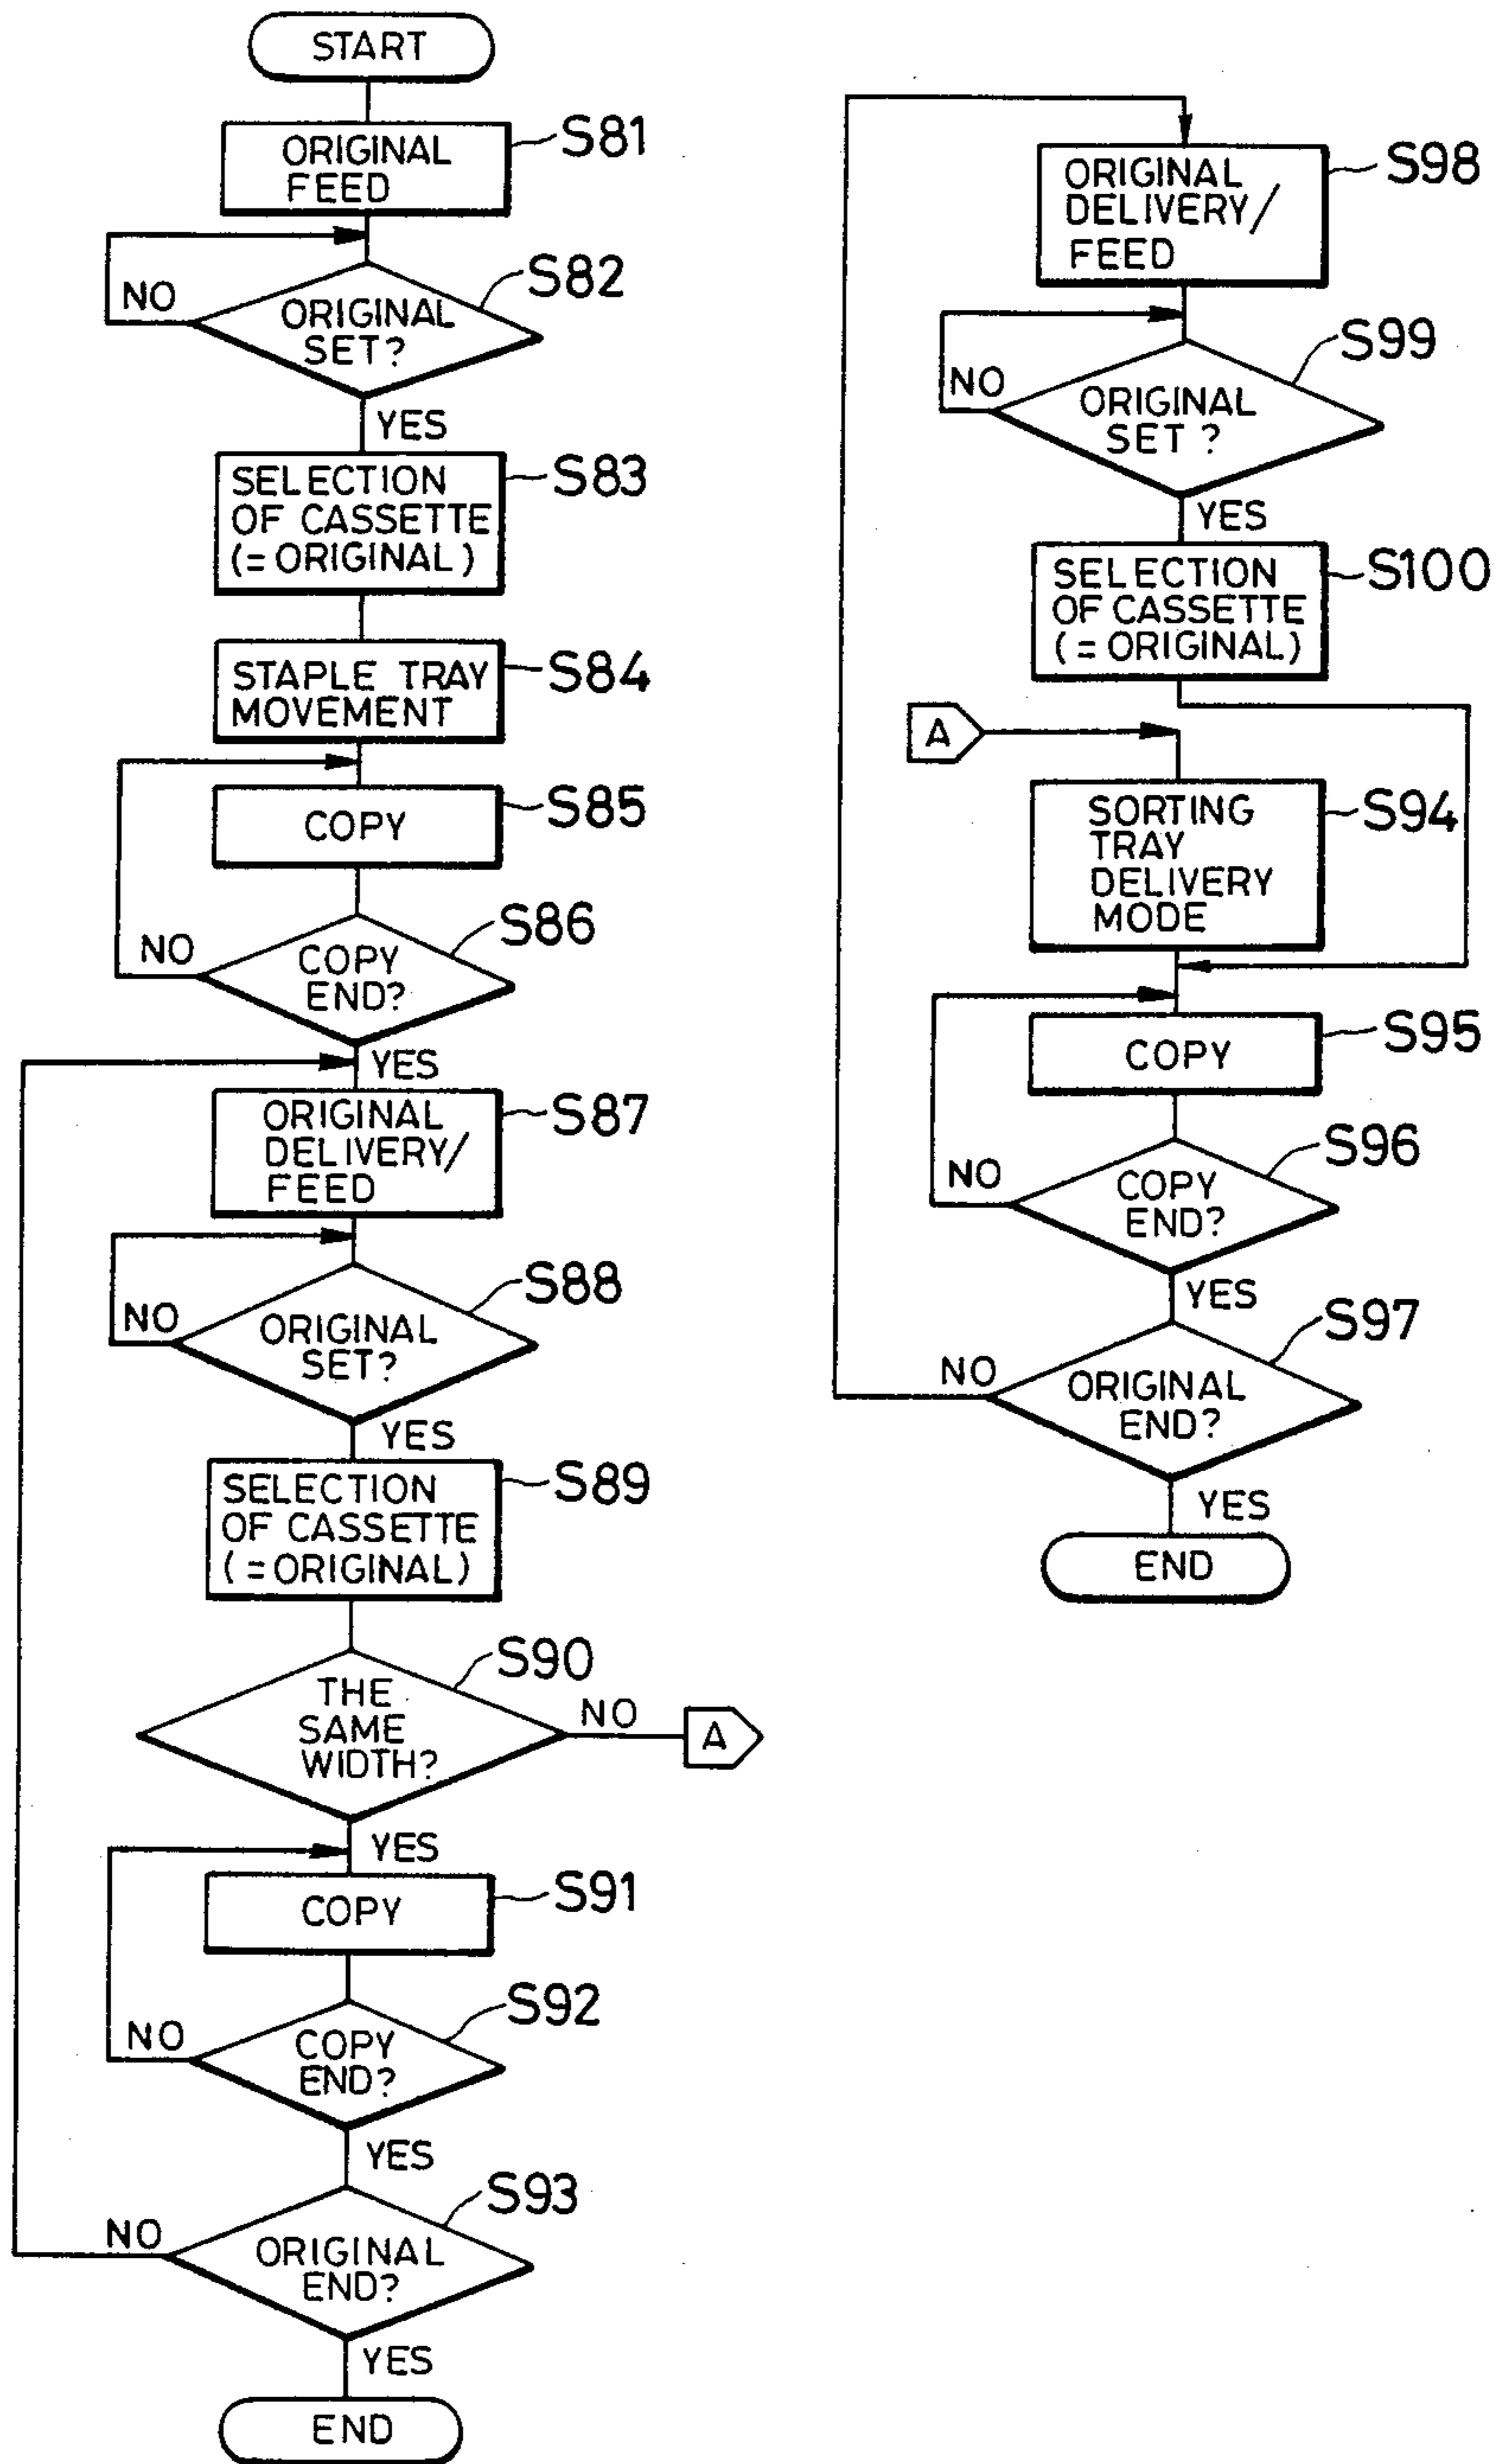 START
ORIGINAL
FEED
S81
NO
ORIGINAL
SET?
S82
YES
SELECTION
OF CASSETTE
(=ORIGINAL)
S83
STAPLE TRAY
MOVEMENT
S84
COPY
S85
NO
COPY
END?
S86
YES
ORIGINAL
DELIVERY/
FEED
S87
NO
ORIGINAL
SET?
S88
YES
SELECTION
OF CASSETTE
(=ORIGINAL)
S89
THE
SAME
WIDTH?
S90
NO
A
YES
COPY
S91
NO
COPY
END?
S92
YES
NO
ORIGINAL
END?
S93
YES
END
ORIGINAL
DELIVERY/
FEED
S98
NO
ORIGINAL
SET ?
S99
YES
SELECTION
OF CASSETTE
(=ORIGINAL)
S100
A
SORTING
TRAY
DELIVERY
MODE
S94
COPY
S95
NO
COPY
END?
S96
YES
NO
ORIGINAL
END?
S97
YES
END